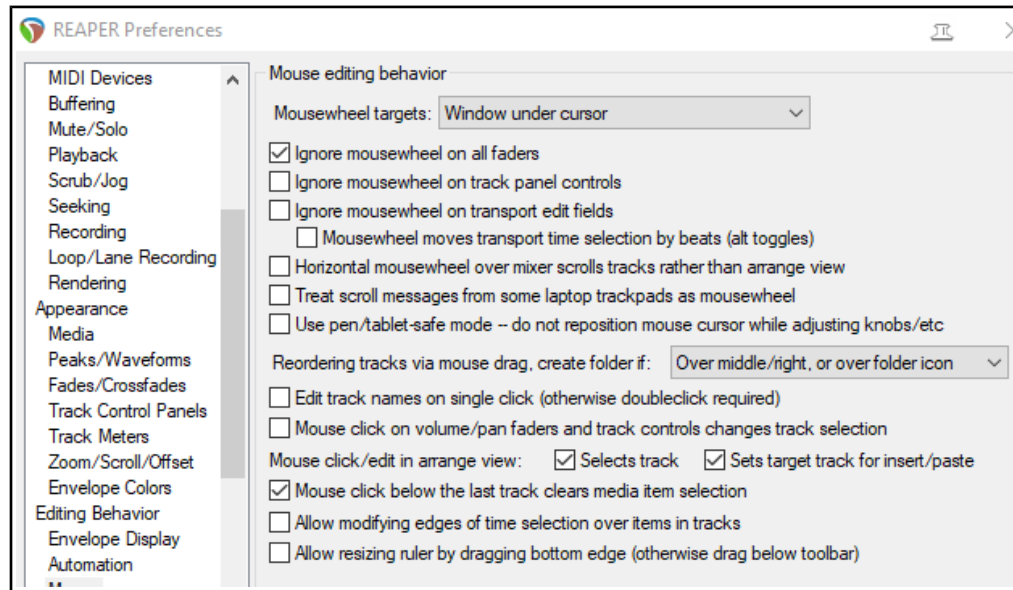 REAPER Preferences
MIDI Devices
Buffering
Mute/Solo
Playback
Scrub/Jog
Seeking
Recording
Loop/Lane Recording
Rendering
Appearance
Media
Peaks/Waveforms
Fades/Crossfades
Track Control Panels
Track Meters
Zoom/Scroll/Offset
Envelope Colors
Editing Behavior
Envelope Display
Automation
Mouse editing behavior
Mousewheel targets: Window under cursor
Ignore mousewheel on all faders
Ignore mousewheel on track panel controls
Ignore mousewheel on transport edit fields
Mousewheel moves transport time selection by beats (alt toggles)
Horizontal mousewheel over mixer scrolls tracks rather than arrange view
Treat scroll messages from some laptop trackpads as mousewheel
Use pen/tablet-safe mode -- do not reposition mouse cursor while adjusting knobs/etc
Reordering tracks via mouse drag, create folder if: Over middle/right, or over folder icon
Edit track names on single click (otherwise doubleclick required)
Mouse click on volume/pan faders and track controls changes track selection
Mouse click/edit in arrange view: Selects track Sets target track for insert/paste
Mouse click below the last track clears media item selection
Allow modifying edges of time selection over items in tracks
Allow resizing ruler by dragging bottom edge (otherwise drag below toolbar)